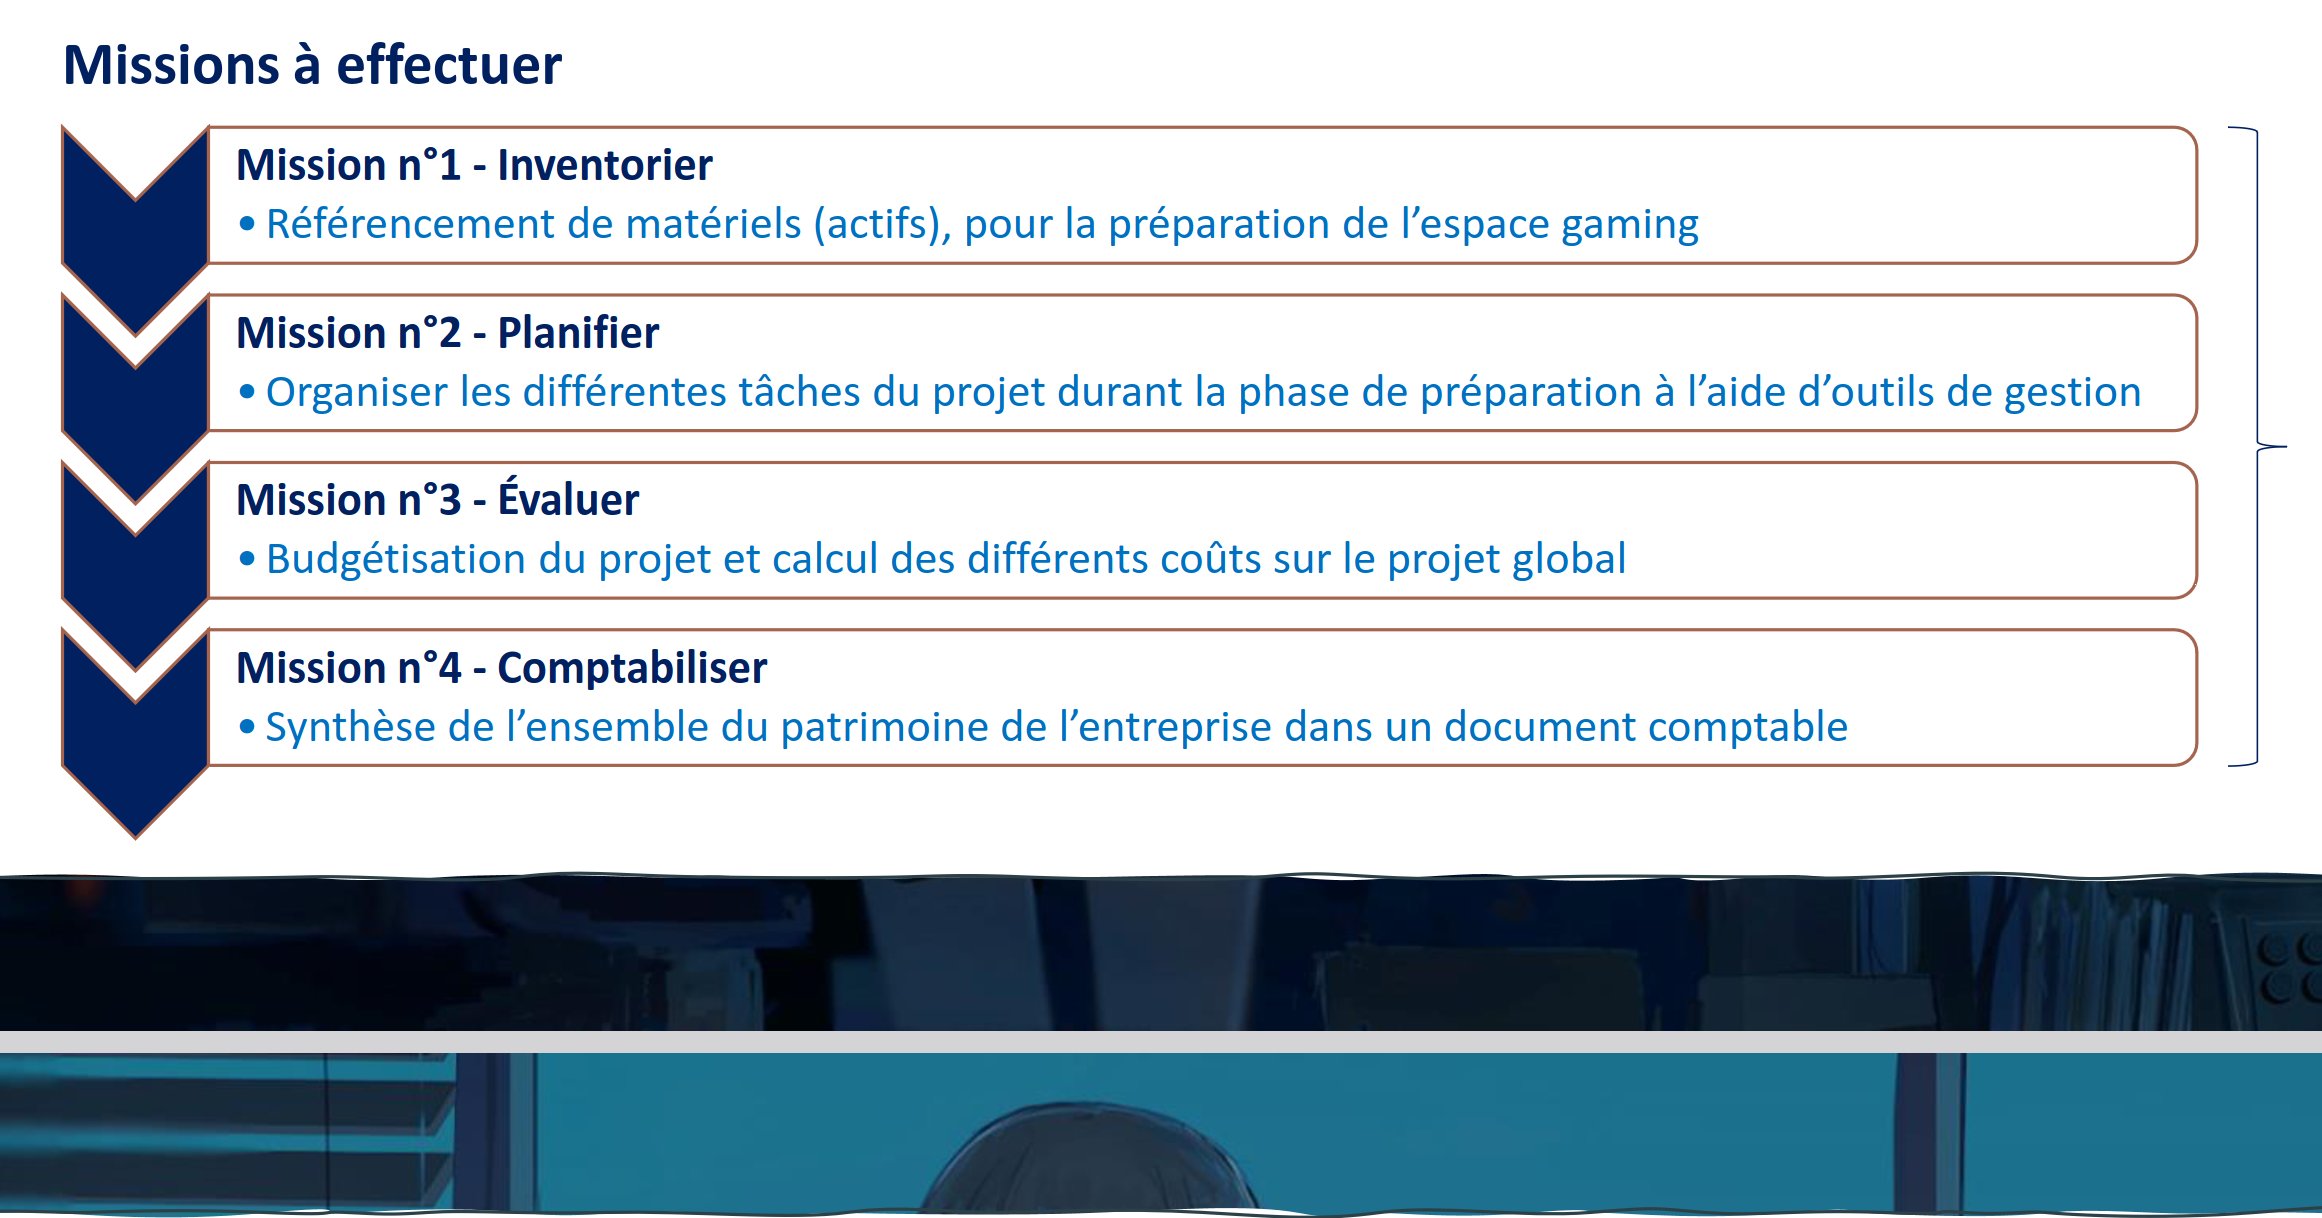 Missions à effectuer
Mission n°1 - Inventorier
• Référencement de matériels (actifs), pour la préparation de l’espace gaming
Mission n°2 - Planifier
• Organiser les différentes tâches du projet durant la phase de préparation à l’aide d’outils de gestion
Mission n°3 - Évaluer
• Budgétisation du projet et calcul des différents coûts sur le projet global
Mission n°4 - Comptabiliser
• Synthèse de l’ensemble du patrimoine de l’entreprise dans un document comptable